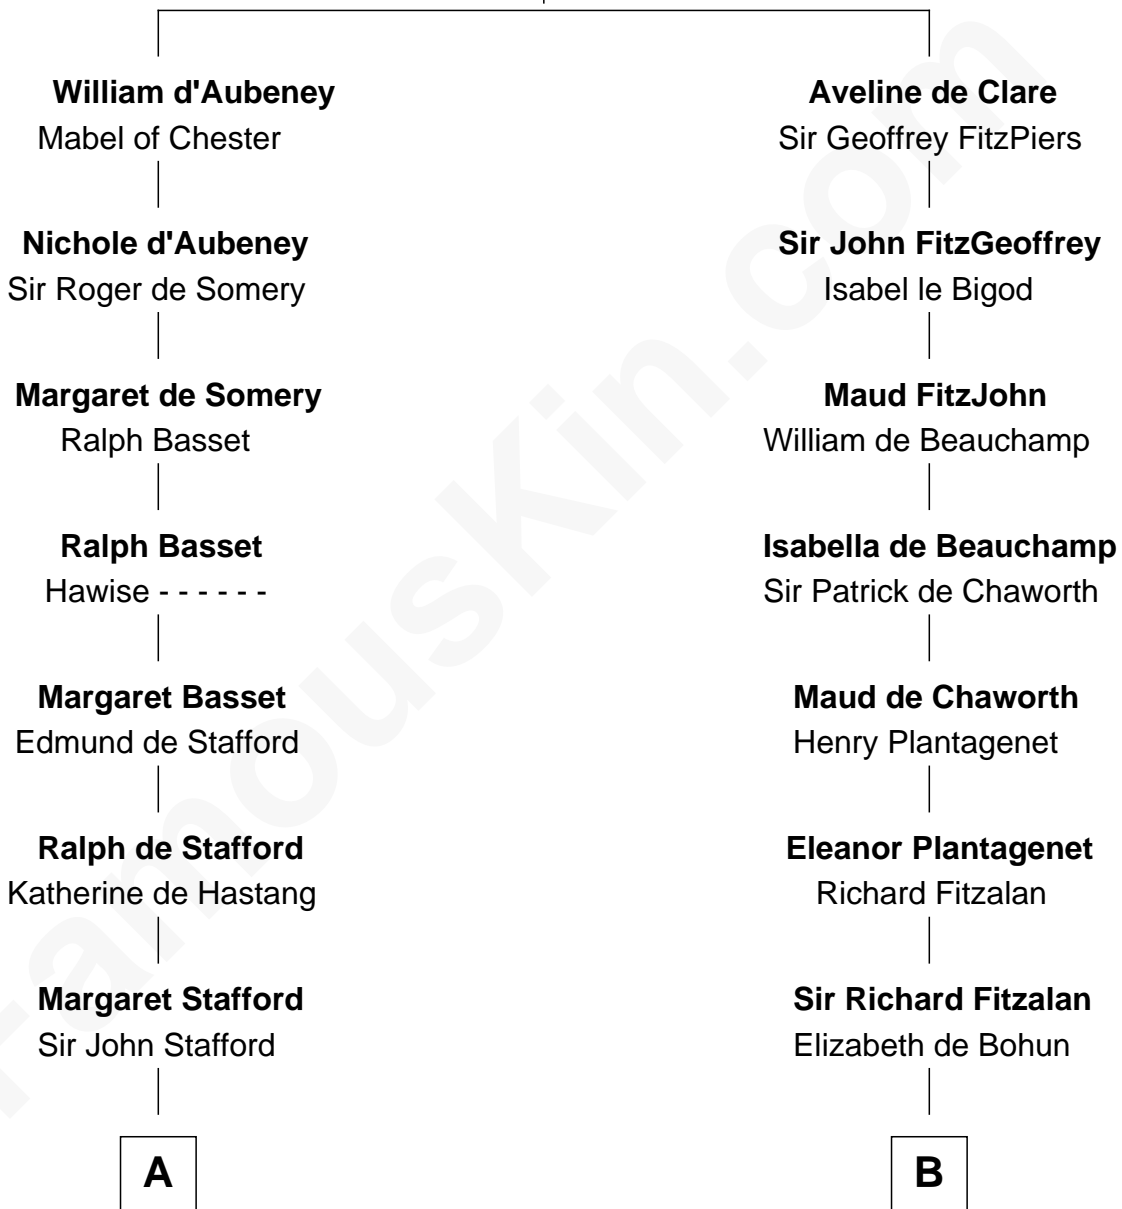 William d'Aubeney
Mabel of Chester
Nichole d'Aubeney
Sir Roger de Somery
Margaret de Somery
Ralph Basset
Ralph Basset
Hawise - - - - - -
Margaret Basset
Edmund de Stafford
Ralph de Stafford
Katherine de Hastang
Margaret Stafford
Sir John Stafford
A
Aveline de Clare
Sir Geoffrey FitzPiers
Sir John FitzGeoffrey
Isabel le Bigod
Maud FitzJohn
William de Beauchamp
Isabella de Beauchamp
Sir Patrick de Chaworth
Maud de Chaworth
Henry Plantagenet
Eleanor Plantagenet
Richard Fitzalan
Sir Richard Fitzalan
Elizabeth de Bohun
B
FamousKin.com